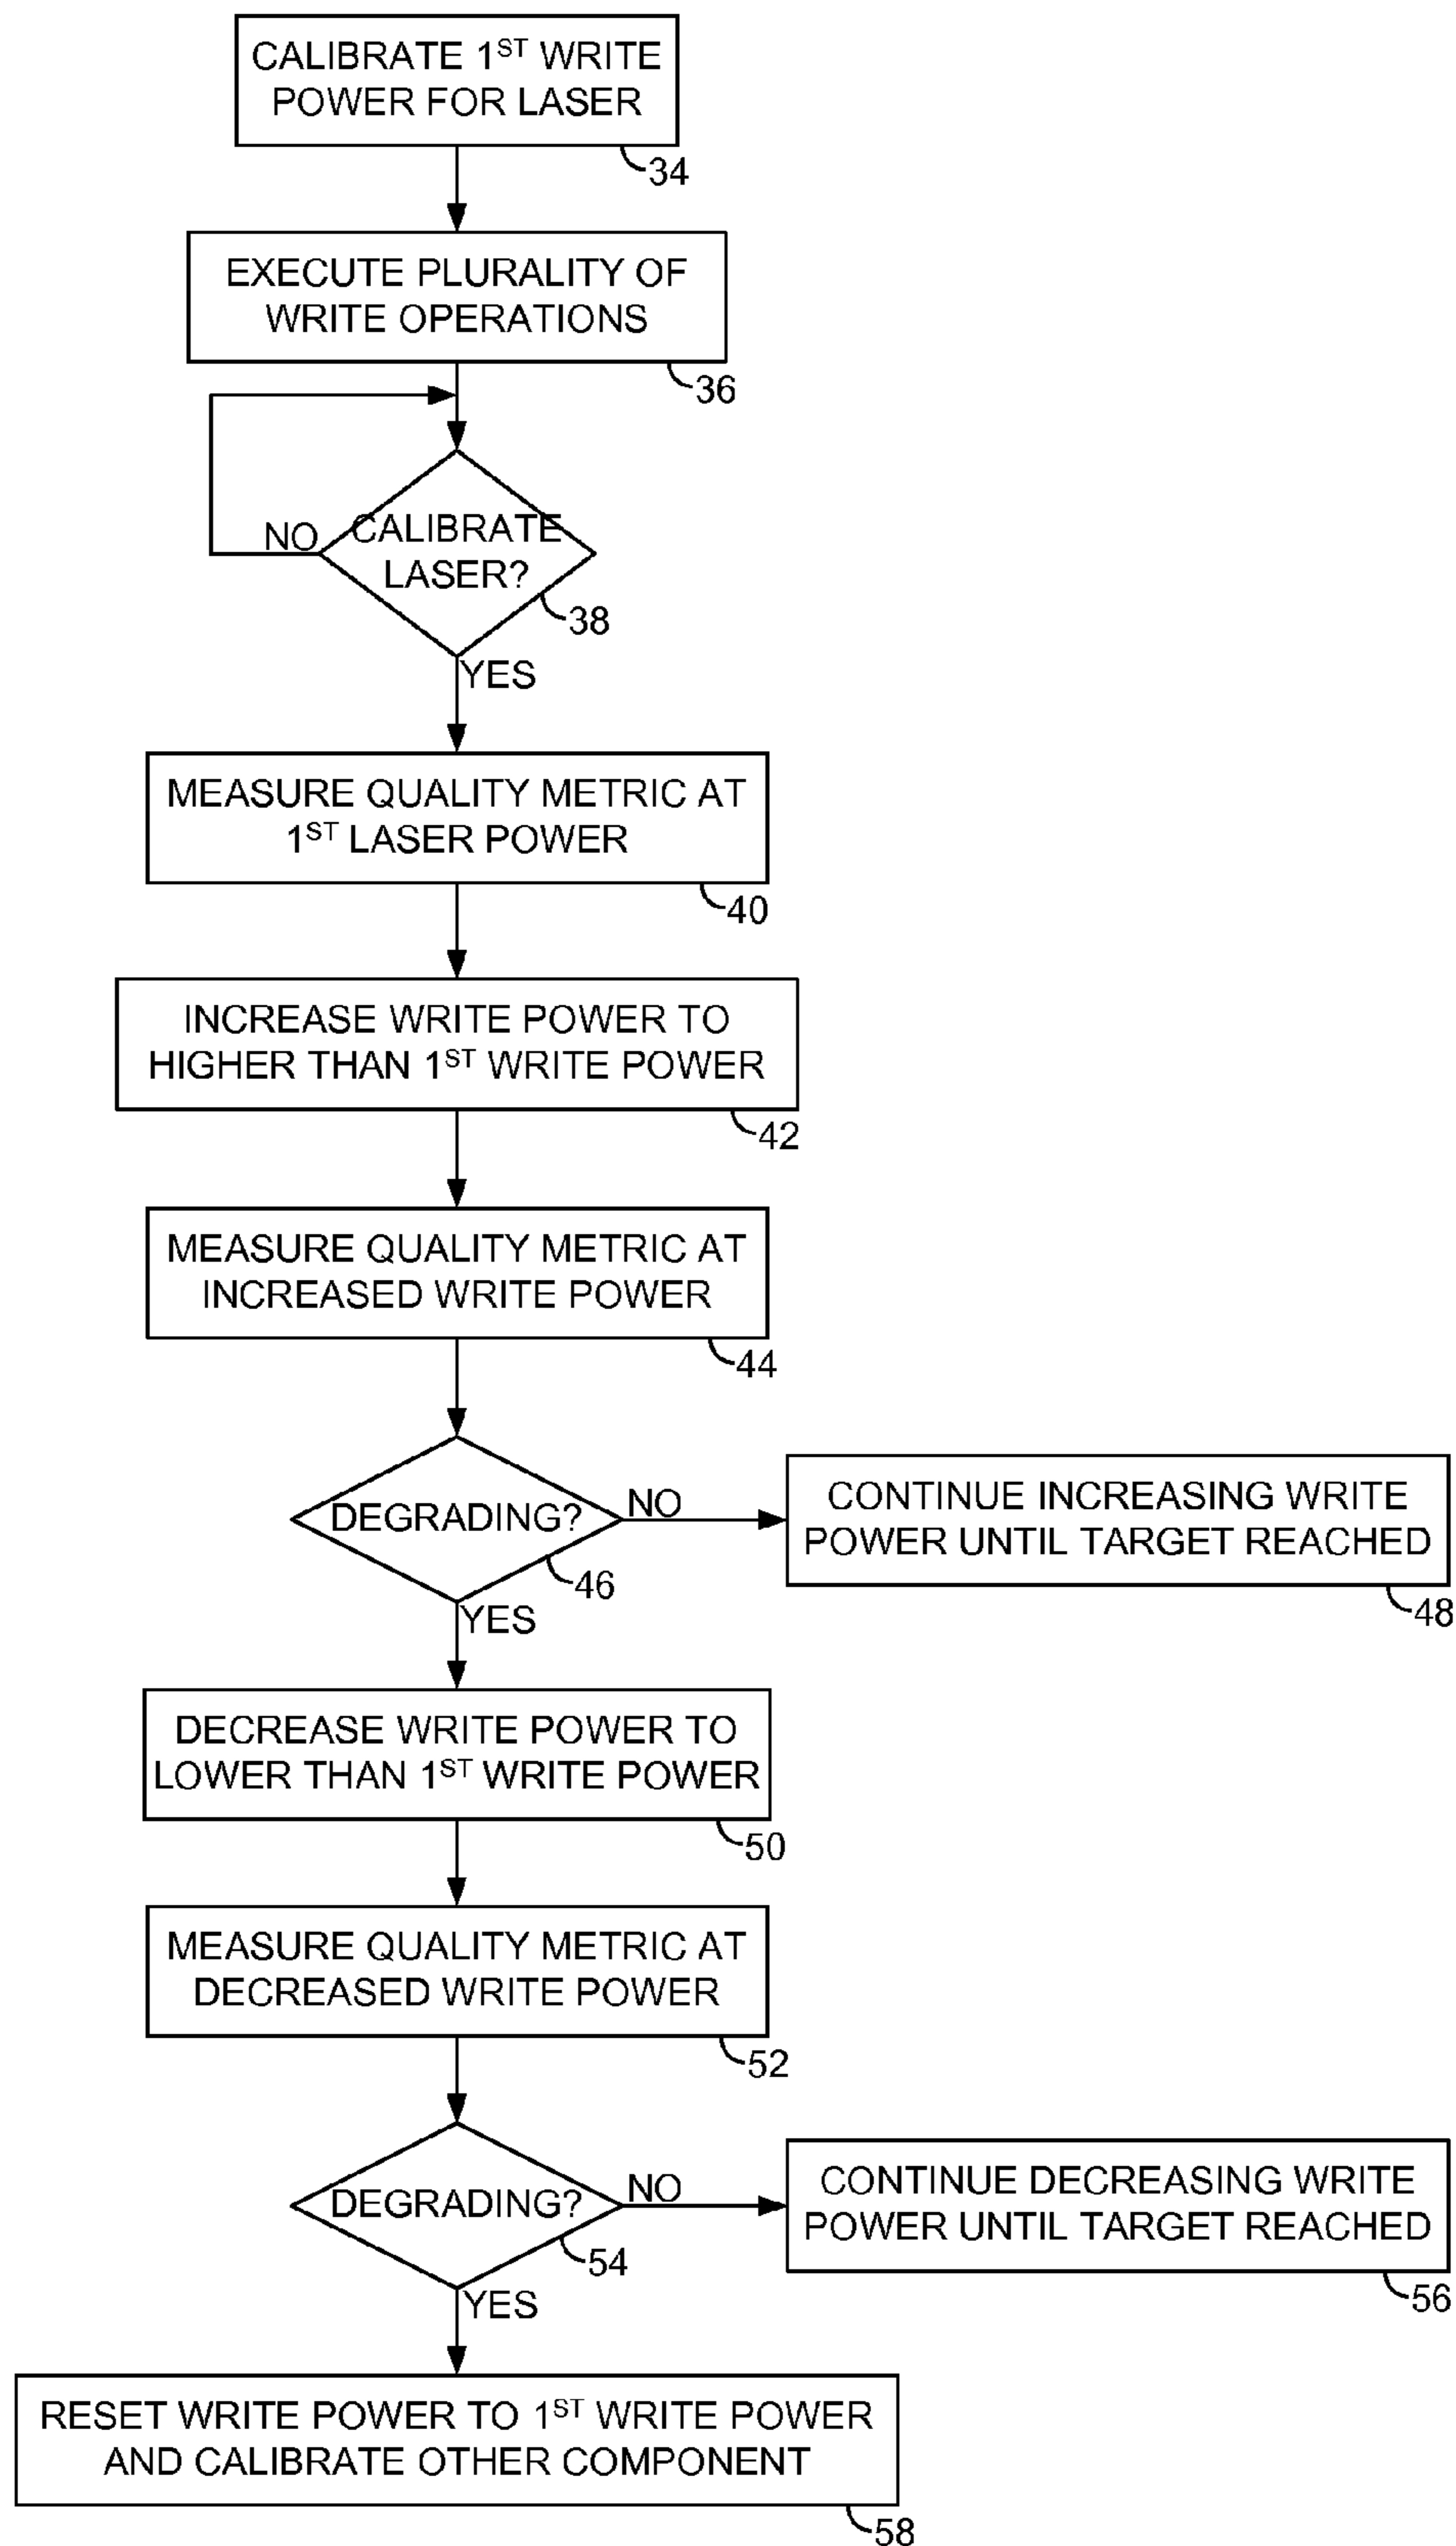 CALIBRATE 1ST WRITE
POWER FOR LASER
34
EXECUTE PLURALITY OF
WRITE OPERATIONS
36
NO
CALIBRATE
LASER?
38
YES
MEASURE QUALITY METRIC AT
1ST LASER POWER
40
INCREASE WRITE POWER TO
HIGHER THAN 1ST WRITE POWER
42
MEASURE QUALITY METRIC AT
INCREASED WRITE POWER
44
DEGRADING?
46
NO
CONTINUE INCREASING WRITE
POWER UNTIL TARGET REACHED
48
YES
DECREASE WRITE POWER TO
LOWER THAN 1ST WRITE POWER
50
MEASURE QUALITY METRIC AT
DECREASED WRITE POWER
52
DEGRADING?
54
NO
CONTINUE DECREASING WRITE
POWER UNTIL TARGET REACHED
56
YES
RESET WRITE POWER TO 1ST WRITE POWER
AND CALIBRATE OTHER COMPONENT
58